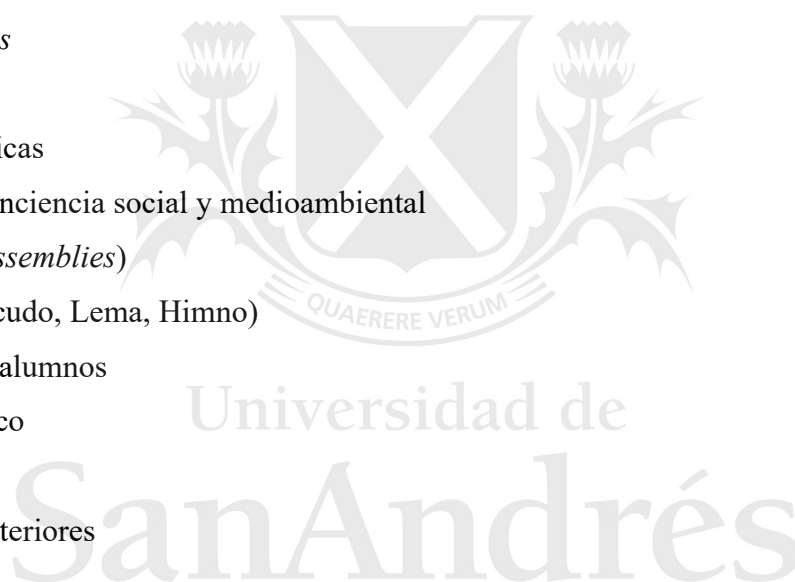 s
icas
nciencia social y medioambiental
ssemblies)
cudo, Lema, Himno)
QUAERERE VERUM
alumnos
Universidad de
co
SanAndrés
teriores